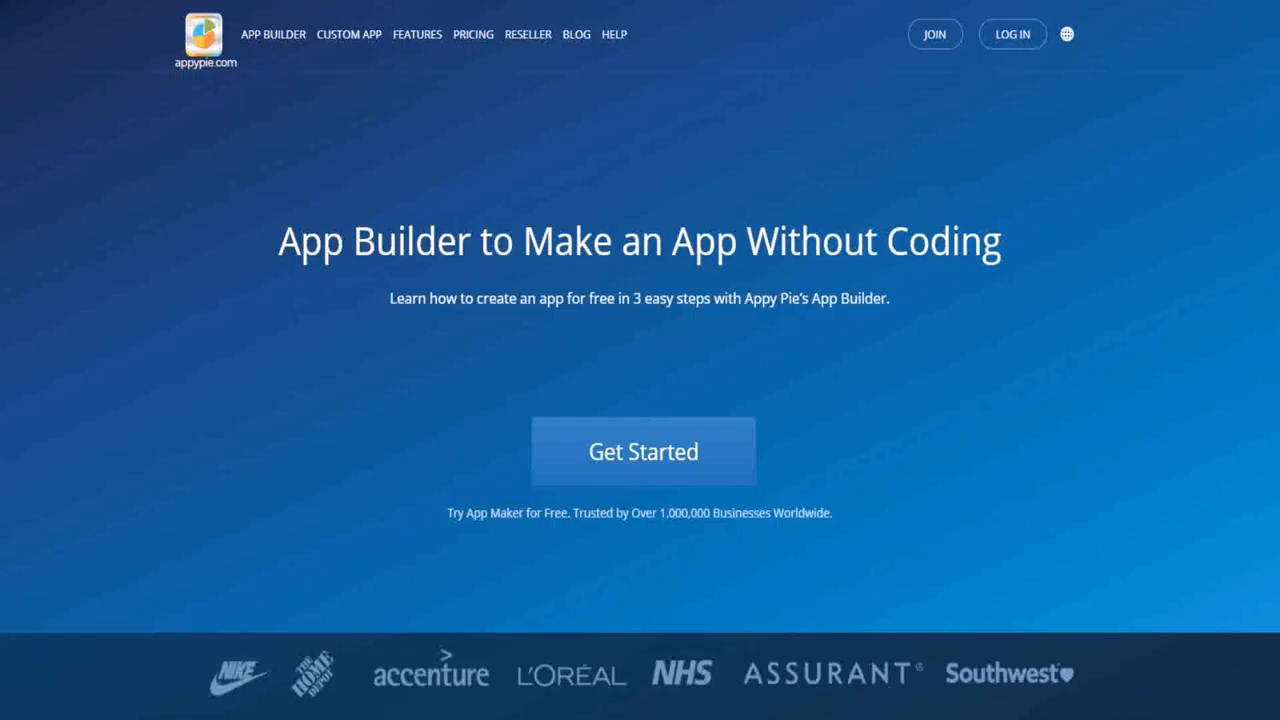 APP BUILDER CUSTOM APP FEATURES PRICING RESELLER BLOG HELP JOIN LOG IN
appypie.com
App Builder to Make an App Without Coding
Learn how to create an app for free in 3 easy steps with Appy Pie's App Builder.
Get Started
Try App Maker for Free. Trusted by Over 1,000,000 Businesses Worldwide.
NIKE THE HOME DEPOT accenture L'ORÉAL NHS ASSURANT® Southwest